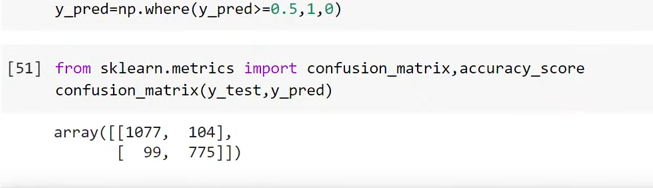 y_pred=np.where(y_pred>=0.5,1,0)
[51] from sklearn.metrics import confusion_matrix,accuracy_score
confusion_matrix(y_test,y_pred)
array([[1077, 104],
[ 99, 775]])